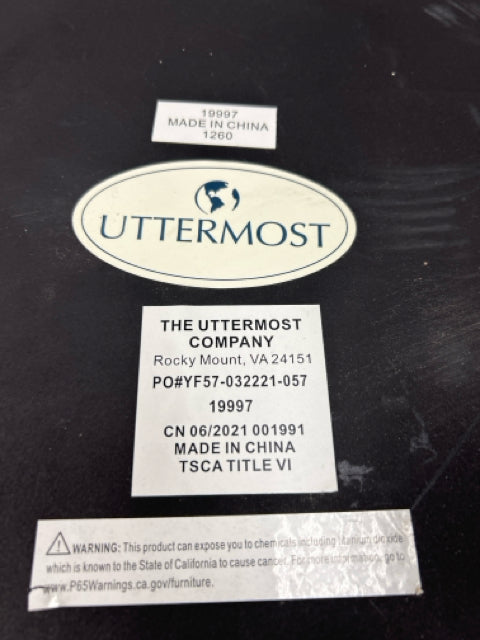 19997
MADE IN CHINA
1260
UTTERMOST
THE UTTERMOST
COMPANY
Rocky Mount, VA 24151
PO#YF57-032221-057
19997
CN 06/2021 001991
MADE IN CHINA
TSCA TITLE VI
WARNING: This product can expose you to chemicals including titanium dioxide
which is known to the State of California to cause cancer. For more information, go to
www.P65Warnings.ca.gov/furniture.